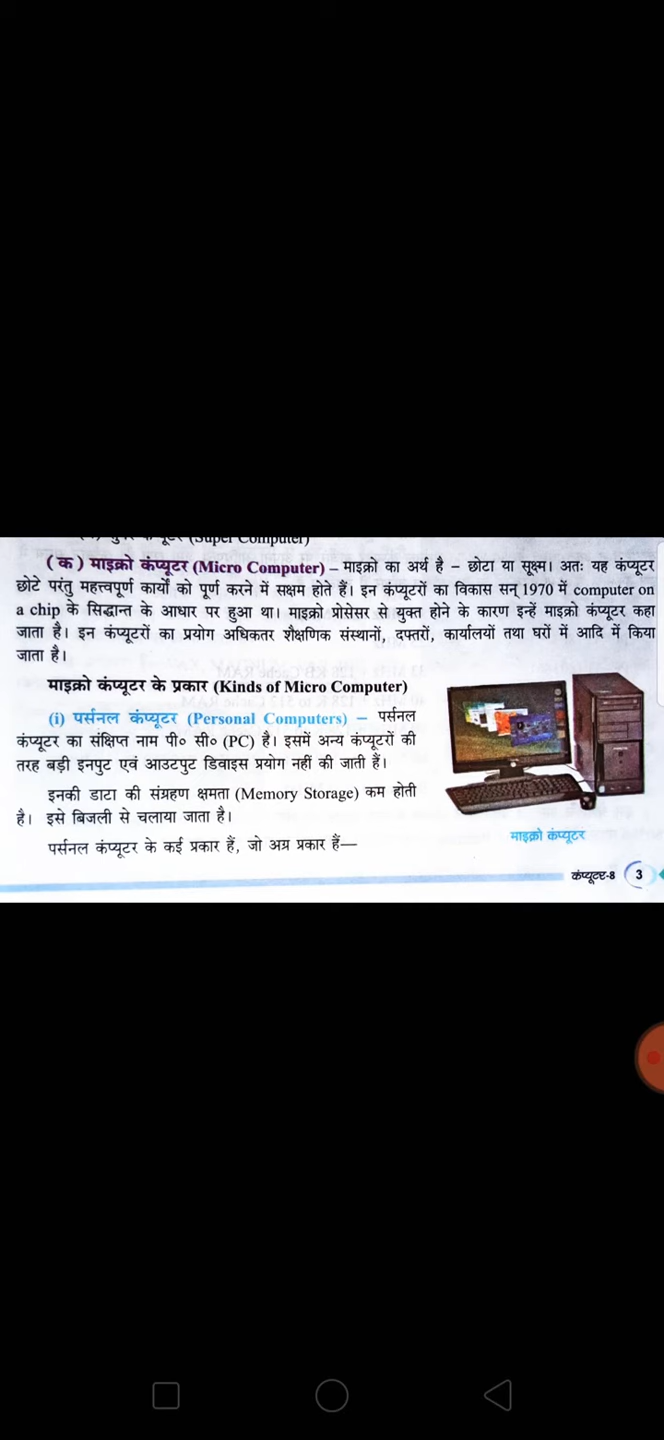 (Super Computer)
( क ) माइक्रो कंप्यूटर (Micro Computer) – माइक्रो का अर्थ है – छोटा या सूक्ष्म। अतः यह कंप्यूटर
छोटे परंतु महत्त्वपूर्ण कार्यों को पूर्ण करने में सक्षम होते हैं। इन कंप्यूटरों का विकास सन् 1970 में computer on
a chip के सिद्धान्त के आधार पर हुआ था। माइक्रो प्रोसेसर से युक्त होने के कारण इन्हें माइक्रो कंप्यूटर कहा
जाता है। इन कंप्यूटरों का प्रयोग अधिकतर शैक्षणिक संस्थानों, दफ्तरों, कार्यालयों तथा घरों में आदि में किया
जाता है।
माइक्रो कंप्यूटर के प्रकार (Kinds of Micro Computer)
(i) पर्सनल कंप्यूटर (Personal Computers) – पर्सनल
कंप्यूटर का संक्षिप्त नाम पी० सी० (PC) है। इसमें अन्य कंप्यूटरों की
तरह बड़ी इनपुट एवं आउटपुट डिवाइस प्रयोग नहीं की जाती हैं।
इनकी डाटा की संग्रहण क्षमता (Memory Storage) कम होती
है। इसे बिजली से चलाया जाता है।
पर्सनल कंप्यूटर के कई प्रकार हैं, जो अग्र प्रकार हैं—
माइक्रो कंप्यूटर
कंप्यूटर-8 3